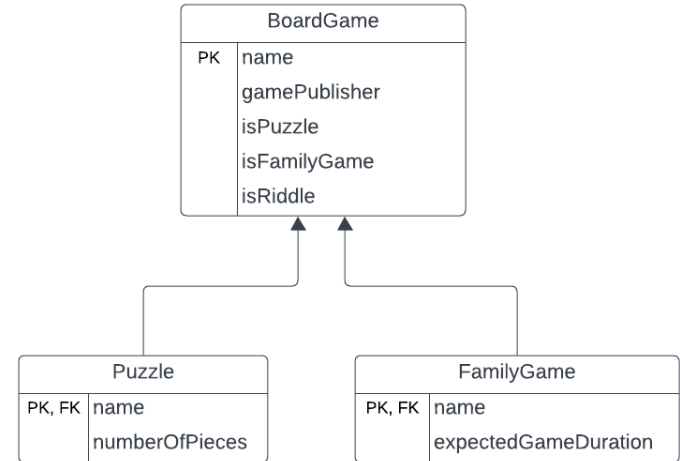 BoardGame
PK name
gamePublisher
isPuzzle
isFamilyGame
isRiddle
Puzzle
PK, FK name
numberOfPieces
FamilyGame
PK, FK name
expectedGameDuration